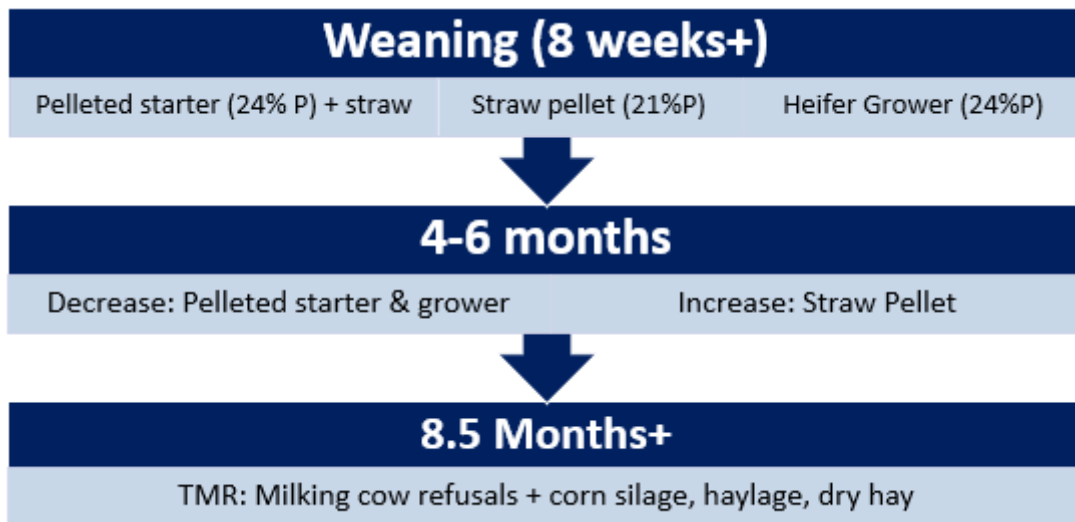 Weaning (8 weeks+)
Pelleted starter (24% P) + straw
Straw pellet (21%P)
Heifer Grower (24%P)
4-6 months
Decrease: Pelleted starter & grower
Increase: Straw Pellet
8.5 Months+
TMR: Milking cow refusals + corn silage, haylage, dry hay